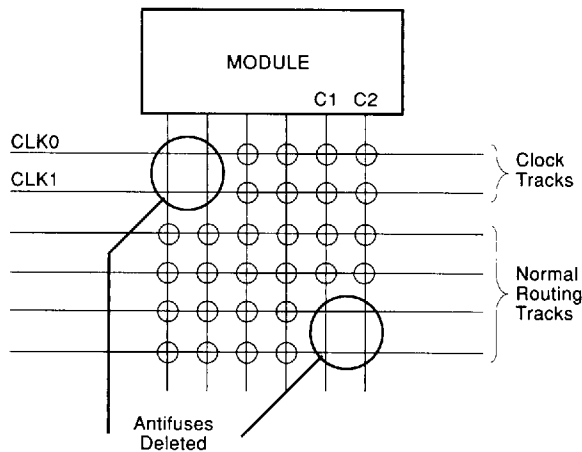 MODULE
C1 C2
CLK0
CLK1
Clock
Tracks
Normal
Routing
Tracks
Antifuses
Deleted